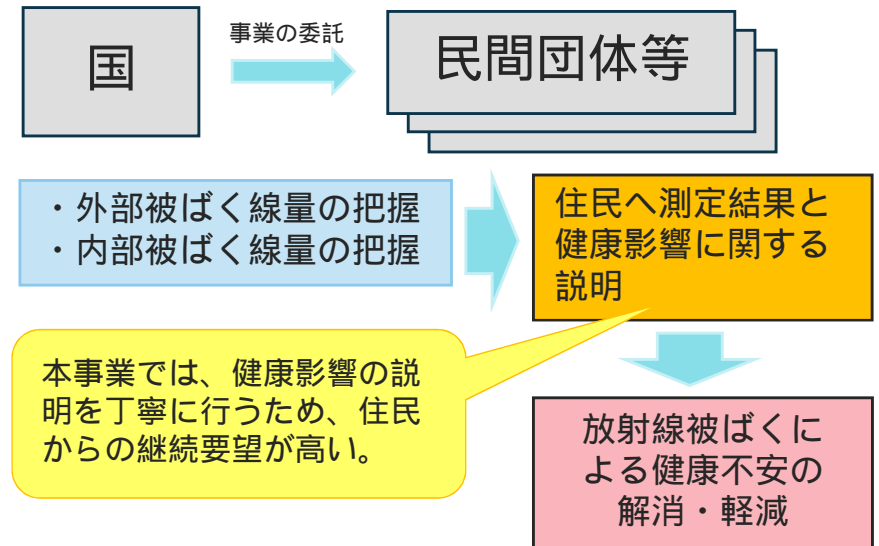 国
事業の委託
民間団体等
・外部被ばく線量の把握
・内部被ばく線量の把握
住民へ測定結果と
健康影響に関する
説明
本事業では、健康影響の説
明を丁寧に行うため、住民
からの継続要望が高い。
放射線被ばくに
よる健康不安の
解消・軽減